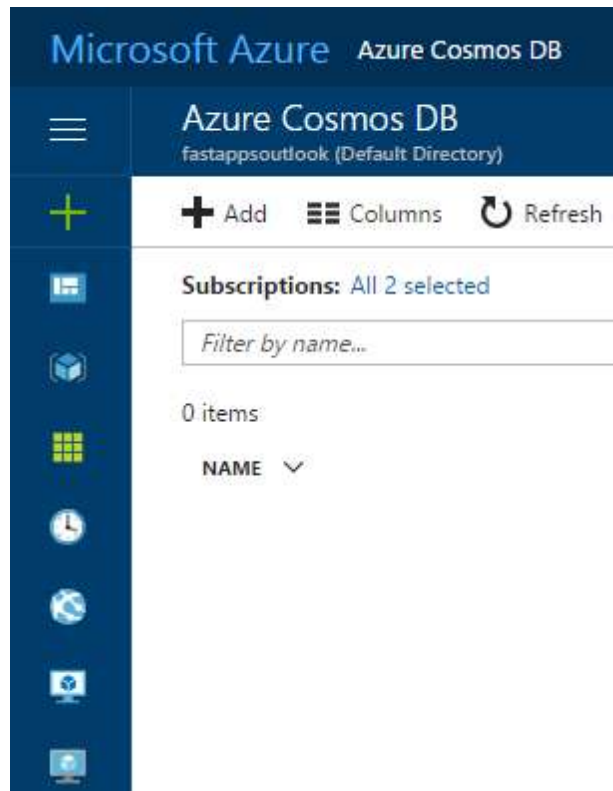 Microsoft Azure Azure Cosmos DB
Azure Cosmos DB
fastappsoutlook (Default Directory)
Add Columns Refresh
Subscriptions: All 2 selected
Filter by name...
0 items
NAME